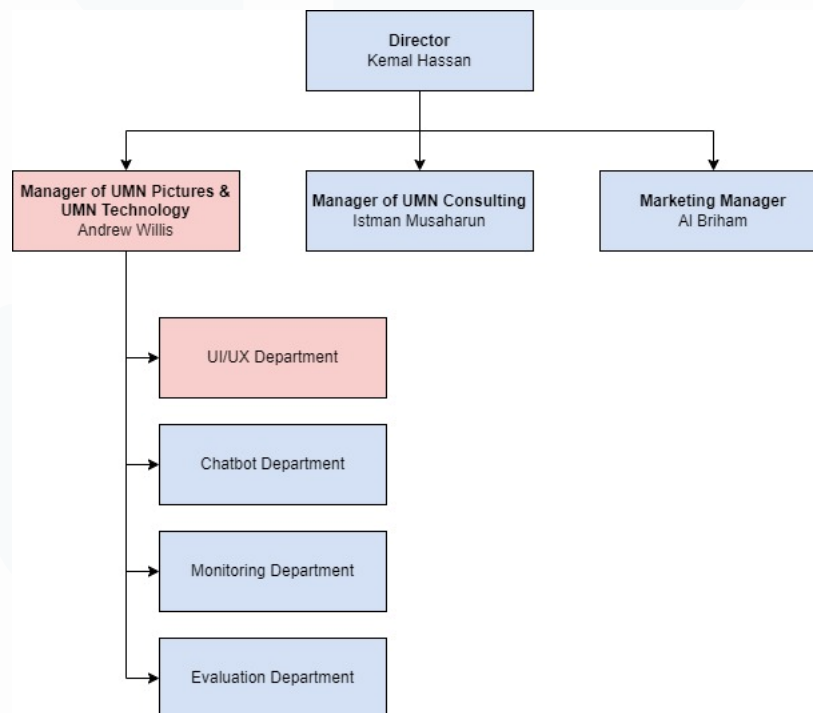 Director
Kemal Hassan
Manager of UMN Pictures &
UMN Technology
Andrew Willis
Manager of UMN Consulting
Istman Musaharun
Marketing Manager
Al Briham
UI/UX Department
Chatbot Department
Monitoring Department
Evaluation Department